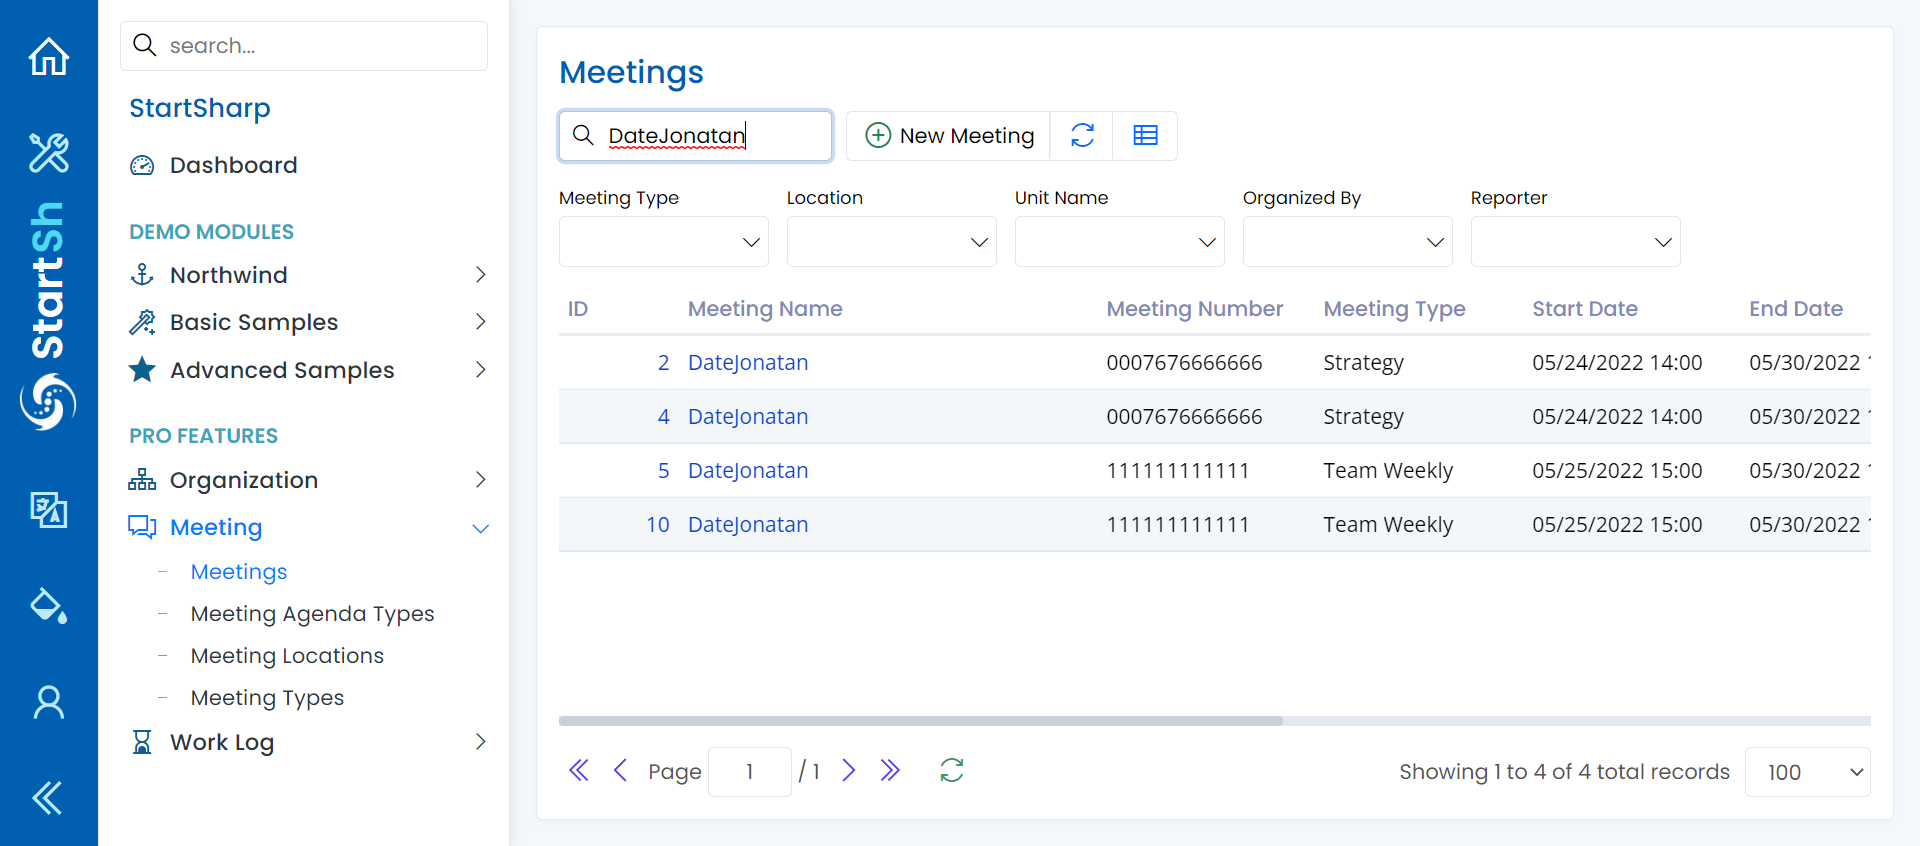 StartSh
search...
StartSharp
Dashboard
DEMO MODULES
Northwind
Basic Samples
Advanced Samples
PRO FEATURES
Organization
Meeting
Meetings
Meeting Agenda Types
Meeting Locations
Meeting Types
Work Log
Meetings
DateJonatan
New Meeting
Meeting Type Location Unit Name Organized By Reporter
ID Meeting Name Meeting Number Meeting Type Start Date End Date
2 DateJonatan 0007676666666 Strategy 05/24/2022 14:00 05/30/2022
4 DateJonatan 0007676666666 Strategy 05/24/2022 14:00 05/30/2022
5 DateJonatan 111111111111 Team Weekly 05/25/2022 15:00 05/30/2022
10 DateJonatan 111111111111 Team Weekly 05/25/2022 15:00 05/30/2022
Page 1 / 1 Showing 1 to 4 of 4 total records 100